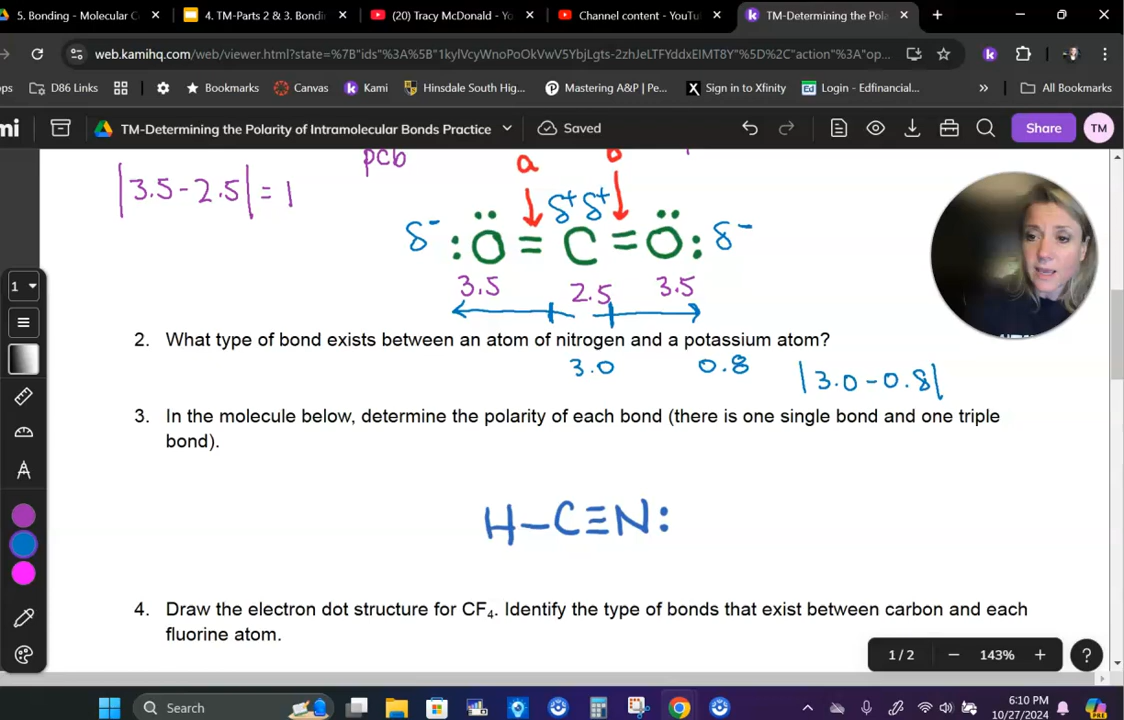 5. Bonding - Molecular C
4. TM-Parts 2 & 3. Bondi
(20) Tracy McDonald - Yo
Channel content - YouTu
TM-Determining the Pola
web.kamihq.com/web/viewer.html?state=%7B"ids"%3A%5B"1kylVcyWnoPoOkVwV5YbjLgts-2zhJeLTFYddxEIMT8Y"%5D%2C"action"%3A"op...
ps
D86 Links
Bookmarks
Canvas
Kami
Hinsdale South Hig...
Pearson Mastering A&P | Pe...
Sign in to Xfinity
Login - Edfinancial...
»
All Bookmarks
mi
TM-Determining the Polarity of Intramolecular Bonds Practice
Saved
Share
TM
pcb
a
|3.5-2.5| = 1
δ+ δ+
δ- :O = C = O: δ-
3.5 2.5 3.5
2. What type of bond exists between an atom of nitrogen and a potassium atom?
3.0 0.8 |3.0-0.8|
3. In the molecule below, determine the polarity of each bond (there is one single bond and one triple
bond).
H-C≡N:
4. Draw the electron dot structure for CF₄. Identify the type of bonds that exist between carbon and each
fluorine atom.
1
1 / 2 − 143% +
Search
6:10 PM
10/27/2024
PRE